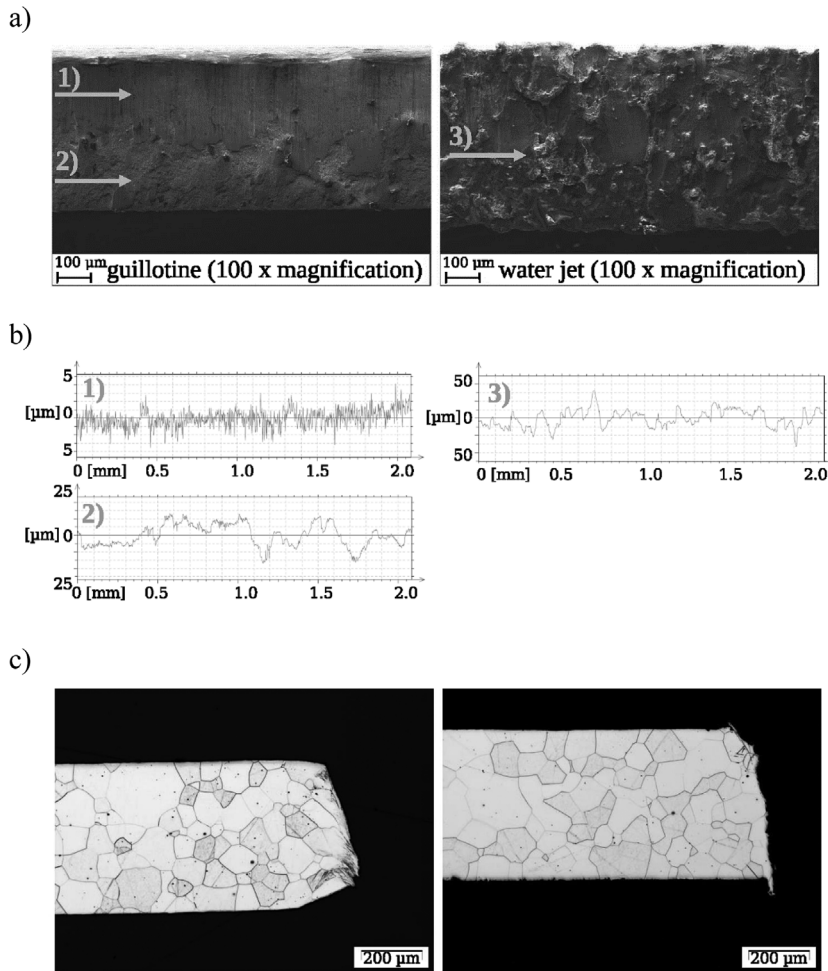 a)
1)
2)
3)
100 µm guillotine (100 x magnification)
100 µm water jet (100 x magnification)
b)
5
1)
[µm] 0
5
0 [mm] 0.5 1.0 1.5 2.0
25
2)
[µm] 0
25
0 [mm] 0.5 1.0 1.5 2.0
50
3)
[µm] 0
50
0 [mm] 0.5 1.0 1.5 2.0
c)
200 µm
200 µm